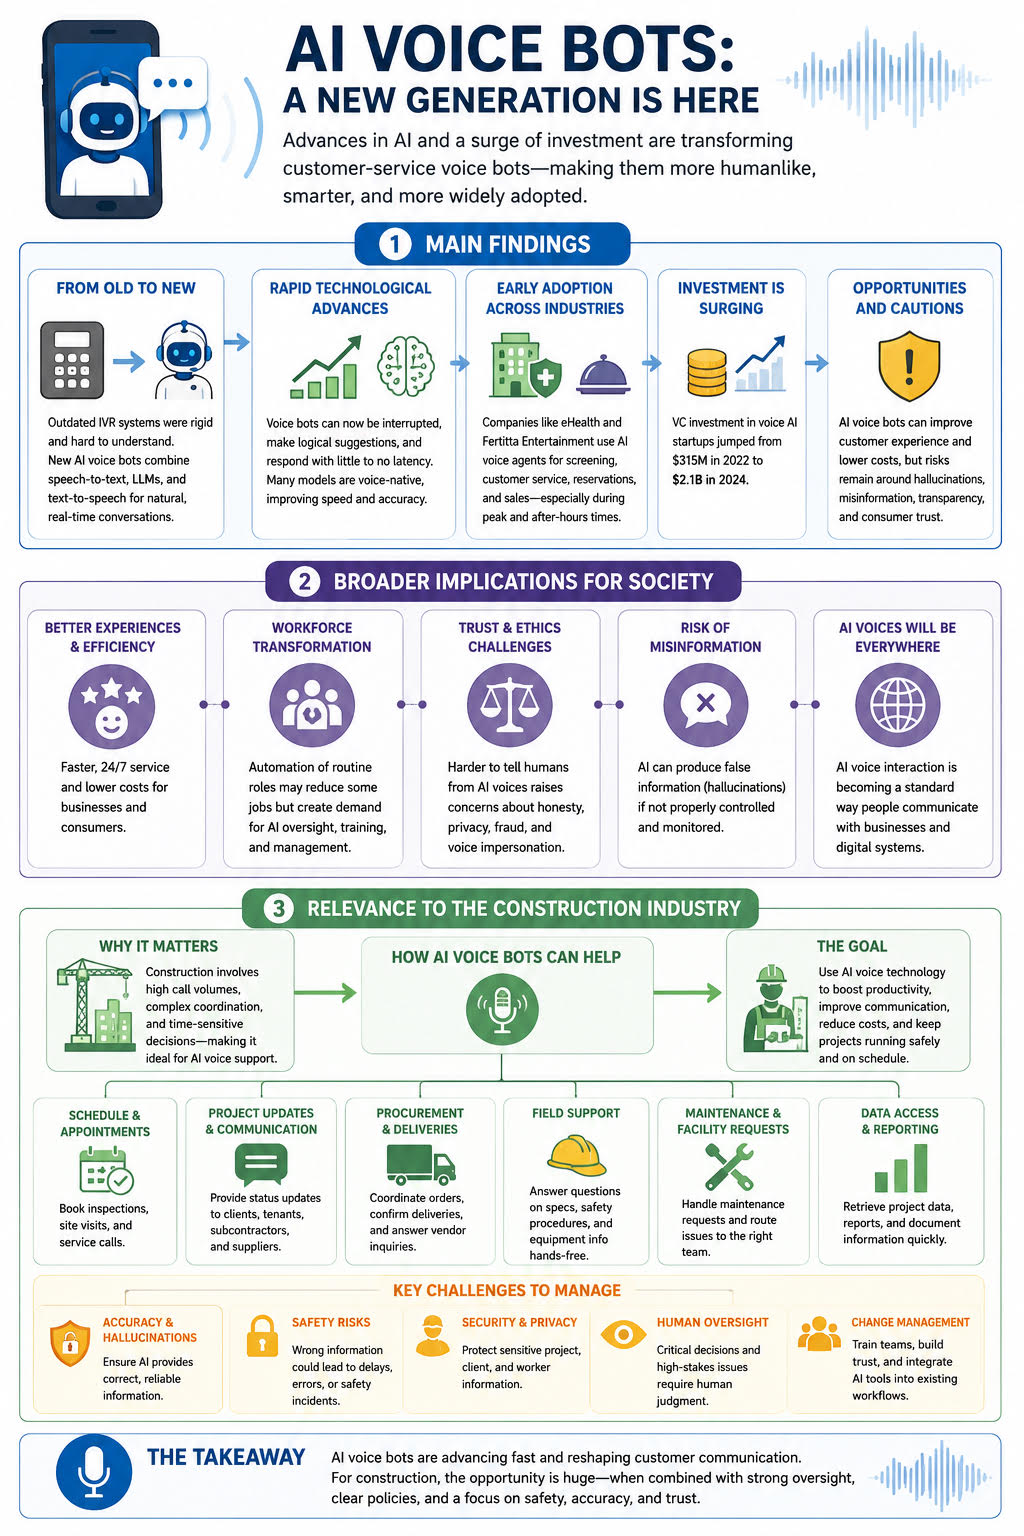 AI VOICE BOTS:
A NEW GENERATION IS HERE
Advances in AI and a surge of investment are transforming
customer-service voice bots—making them more humanlike,
smarter, and more widely adopted.
1 MAIN FINDINGS
FROM OLD TO NEW
Outdated IVR systems were rigid
and hard to understand.
New AI voice bots combine
speech-to-text, LLMs, and
text-to-speech for natural,
real-time conversations.
RAPID TECHNOLOGICAL
ADVANCES
Voice bots can now be interrupted,
make logical suggestions, and
respond with little to no latency.
Many models are voice-native,
improving speed and accuracy.
EARLY ADOPTION
ACROSS INDUSTRIES
Companies like eHealth and
Fertitta Entertainment use AI
voice agents for screening,
customer service, reservations,
and sales—especially during
peak and after-hours times.
INVESTMENT IS
SURGING
VC investment in voice AI
startups jumped from
$315M in 2022 to
$2.1B in 2024.
OPPORTUNITIES
AND CAUTIONS
AI voice bots can improve
customer experience and
lower costs, but risks
remain around hallucinations,
misinformation, transparency,
and consumer trust.
2 BROADER IMPLICATIONS FOR SOCIETY
BETTER EXPERIENCES
& EFFICIENCY
Faster, 24/7 service
and lower costs for
businesses and
consumers.
WORKFORCE
TRANSFORMATION
Automation of routine
roles may reduce some
jobs but create demand
for AI oversight, training,
and management.
TRUST & ETHICS
CHALLENGES
Harder to tell humans
from AI voices raises
concerns about honesty,
privacy, fraud, and
voice impersonation.
RISK OF
MISINFORMATION
AI can produce false
information (hallucinations)
if not properly controlled
and monitored.
AI VOICES WILL BE
EVERYWHERE
AI voice interaction is
becoming a standard
way people communicate
with businesses and
digital systems.
3 RELEVANCE TO THE CONSTRUCTION INDUSTRY
WHY IT MATTERS
Construction involves
high call volumes,
complex coordination,
and time-sensitive
decisions—making it
ideal for AI voice support.
HOW AI VOICE BOTS CAN HELP
THE GOAL
Use AI voice technology
to boost productivity,
improve communication,
reduce costs, and keep
projects running safely
and on schedule.
SCHEDULE &
APPOINTMENTS
Book inspections,
site visits, and
service calls.
PROJECT UPDATES
& COMMUNICATION
Provide status updates
to clients, tenants,
subcontractors,
and suppliers.
PROCUREMENT
& DELIVERIES
Coordinate orders,
confirm deliveries,
and answer vendor
inquiries.
FIELD SUPPORT
Answer questions
on specs, safety
procedures, and
equipment info
hands-free.
MAINTENANCE &
FACILITY REQUESTS
Handle maintenance
requests and route
issues to the right
team.
DATA ACCESS
& REPORTING
Retrieve project data,
reports, and document
information quickly.
KEY CHALLENGES TO MANAGE
ACCURACY &
HALLUCINATIONS
Ensure AI provides
correct, reliable
information.
SAFETY RISKS
Wrong information
could lead to delays,
errors, or safety
incidents.
SECURITY & PRIVACY
Protect sensitive project,
client, and worker
information.
HUMAN OVERSIGHT
Critical decisions and
high-stakes issues
require human
judgment.
CHANGE MANAGEMENT
Train teams, build
trust, and integrate
AI tools into existing
workflows.
THE TAKEAWAY
AI voice bots are advancing fast and reshaping customer communication.
For construction, the opportunity is huge—when combined with strong oversight,
clear policies, and a focus on safety, accuracy, and trust.